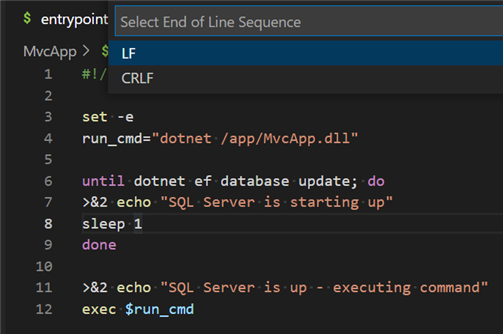 $ entrypoint
Select End of Line Sequence
MvcApp > $
LF
CRLF
1 #!/
2
3 set -e
4 run_cmd="dotnet /app/MvcApp.dll"
5
6 until dotnet ef database update; do
7 >&2 echo "SQL Server is starting up"
8 sleep 1
9 done
10
11 >&2 echo "SQL Server is up - executing command"
12 exec $run_cmd